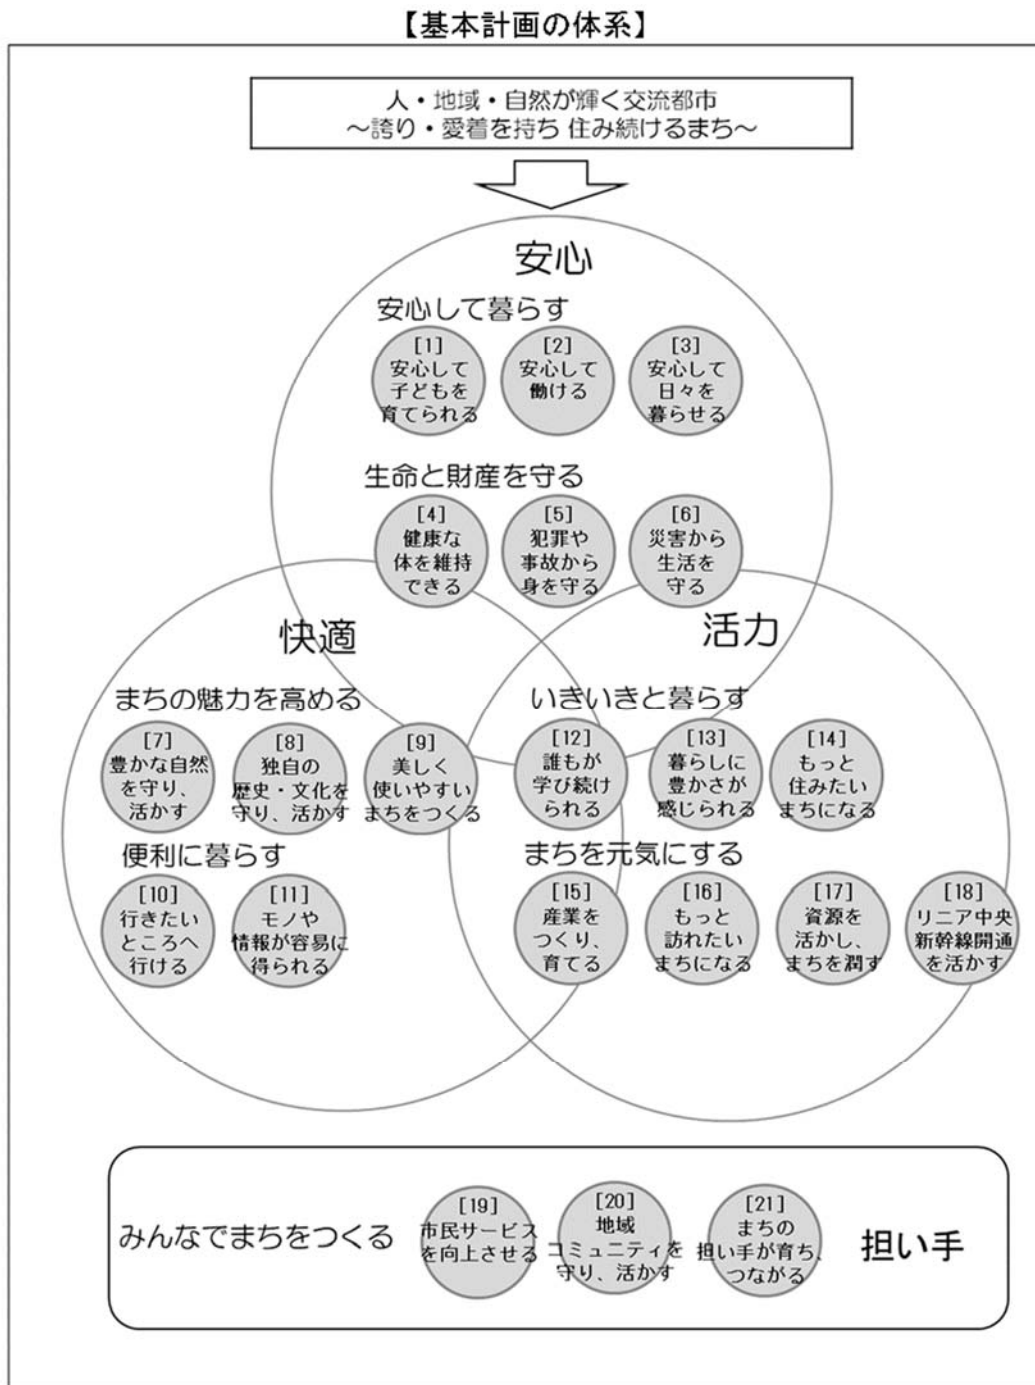 【基本計画の体系】
人・地域・自然が輝く交流都市
～誇り・愛着を持ち 住み続けるまち～
安心
安心して暮らす
[1]
安心して
子どもを
育てられる
[2]
安心して
働ける
[3]
安心して
日々を
暮らせる
生命と財産を守る
[4]
健康な
体を維持
できる
[5]
犯罪や
事故から
身を守る
[6]
災害から
生活を
守る
快適
まちの魅力を高める
[7]
豊かな自然
を守り、
活かす
[8]
独自の
歴史・文化を
守り、活かす
[9]
美しく
使いやすい
まちをつくる
便利に暮らす
[10]
行きたい
ところへ
行ける
[11]
モノや
情報が容易に
得られる
活力
いきいきと暮らす
[12]
誰もが
学び続け
られる
[13]
暮らしに
豊かさが
感じられる
[14]
もっと
住みたい
まちになる
まちを元気にする
[15]
産業を
つくり、
育てる
[16]
もっと
訪れたい
まちになる
[17]
資源を
活かし、
まちを潤す
[18]
リニア中央
新幹線開通
を活かす
みんなでまちをつくる
[19]
市民サービス
を向上させる
[20]
地域
コミュニティを
守り、活かす
[21]
まちの
担い手が育ち、
つながる
担い手